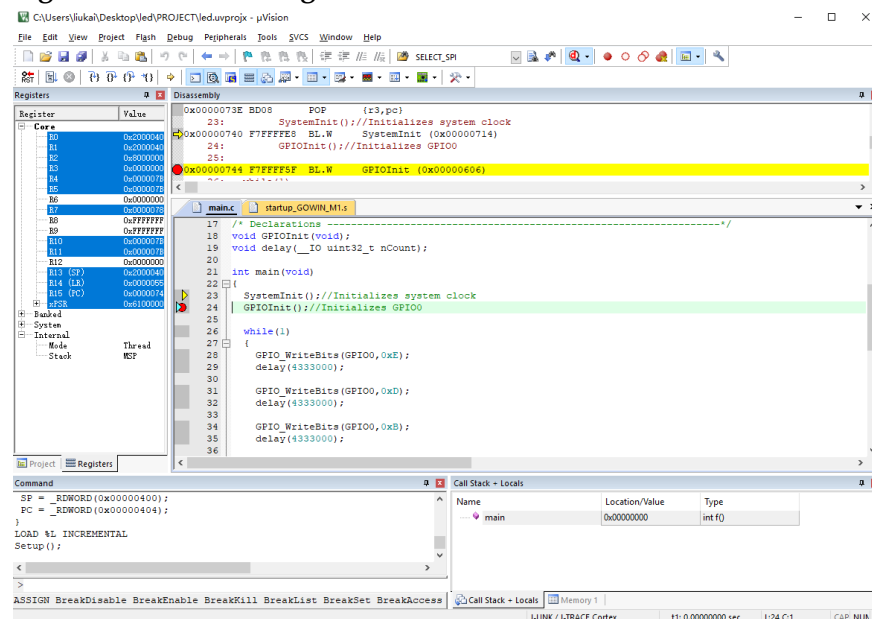 C:\Users\liukai\Desktop\led\PROJECT\led.uvprojx - µVision
File Edit View Project Flash Debug Peripherals Tools SVCS Window Help
SELECT_SPI
Registers
Register Value
Core
R0 0x2000040
R1 0x2000040
R2 0x8000000
R3 0x0000000
R4 0x000007B
R5 0x000007B
R6 0x0000000
R7 0x0000078
R8 0xFFFFFFF
R9 0xFFFFFFF
R10 0x000007B
R11 0x000007B
R12 0x0000000
R13 (SP) 0x2000040
R14 (LR) 0x0000055
R15 (PC) 0x0000074
xPSR 0x6100000
Banked
System
Internal
Mode Thread
Stack MSP
Project Registers
Disassembly
0x0000073E BD08 POP {r3,pc}
23: SystemInit();//Initializes system clock
0x00000740 F7FFFFE8 BL.W SystemInit (0x00000714)
24: GPIOInit();//Initializes GPIO0
25:
0x00000744 F7FFFF5F BL.W GPIOInit (0x00000606)
main.c startup_GOWIN_M1.s
17 /* Declarations ------------------------------------------------------------------*/
18 void GPIOInit(void);
19 void delay(__IO uint32_t nCount);
20
21 int main(void)
22 {
23 SystemInit();//Initializes system clock
24 GPIOInit();//Initializes GPIO0
25
26 while(1)
27 {
28 GPIO_WriteBits(GPIO0,0xE);
29 delay(4333000);
30
31 GPIO_WriteBits(GPIO0,0xD);
32 delay(4333000);
33
34 GPIO_WriteBits(GPIO0,0xB);
35 delay(4333000);
36
Command
SP = _RDWORD(0x00000400);
PC = _RDWORD(0x00000404);
}
LOAD %L INCREMENTAL
Setup();
>
ASSIGN BreakDisable BreakEnable BreakKill BreakList BreakSet BreakAccess
Call Stack + Locals
Name Location/Value Type
main 0x00000000 int f()
Call Stack + Locals Memory 1
J-LINK / J-TRACE Cortex t1: 0.00000000 sec L:24 C:1 CAP NUM